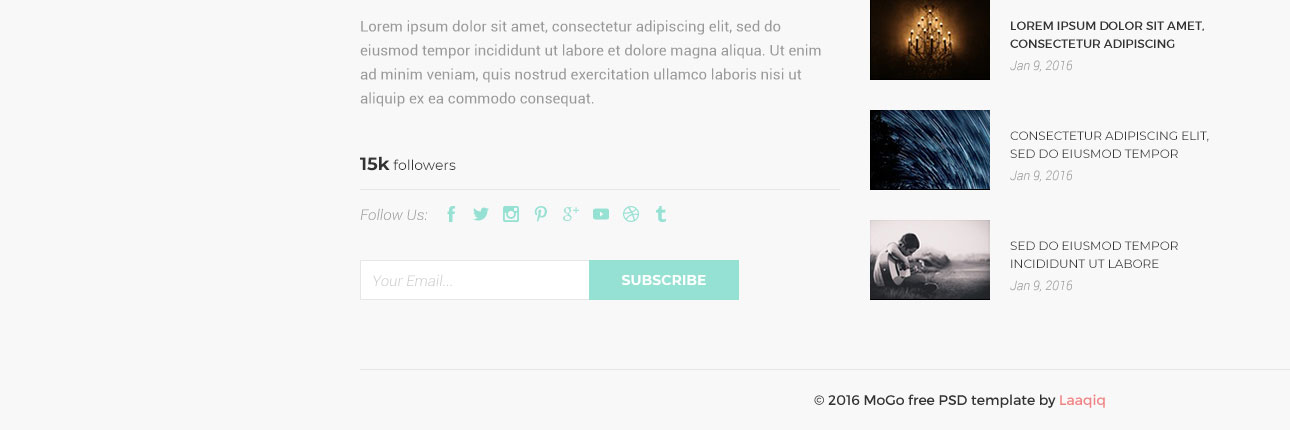 Lorem ipsum dolor sit amet, consectetur adipiscing elit, sed do
eiusmod tempor incididunt ut labore et dolore magna aliqua. Ut enim
ad minim veniam, quis nostrud exercitation ullamco laboris nisi ut
aliquip ex ea commodo consequat.
15k followers
Follow Us:
Your Email...
SUBSCRIBE
LOREM IPSUM DOLOR SIT AMET,
CONSECTETUR ADIPISCING
Jan 9, 2016
CONSECTETUR ADIPISCING ELIT,
SED DO EIUSMOD TEMPOR
Jan 9, 2016
SED DO EIUSMOD TEMPOR
INCIDIDUNT UT LABORE
Jan 9, 2016
© 2016 MoGo free PSD template by Laaqiq